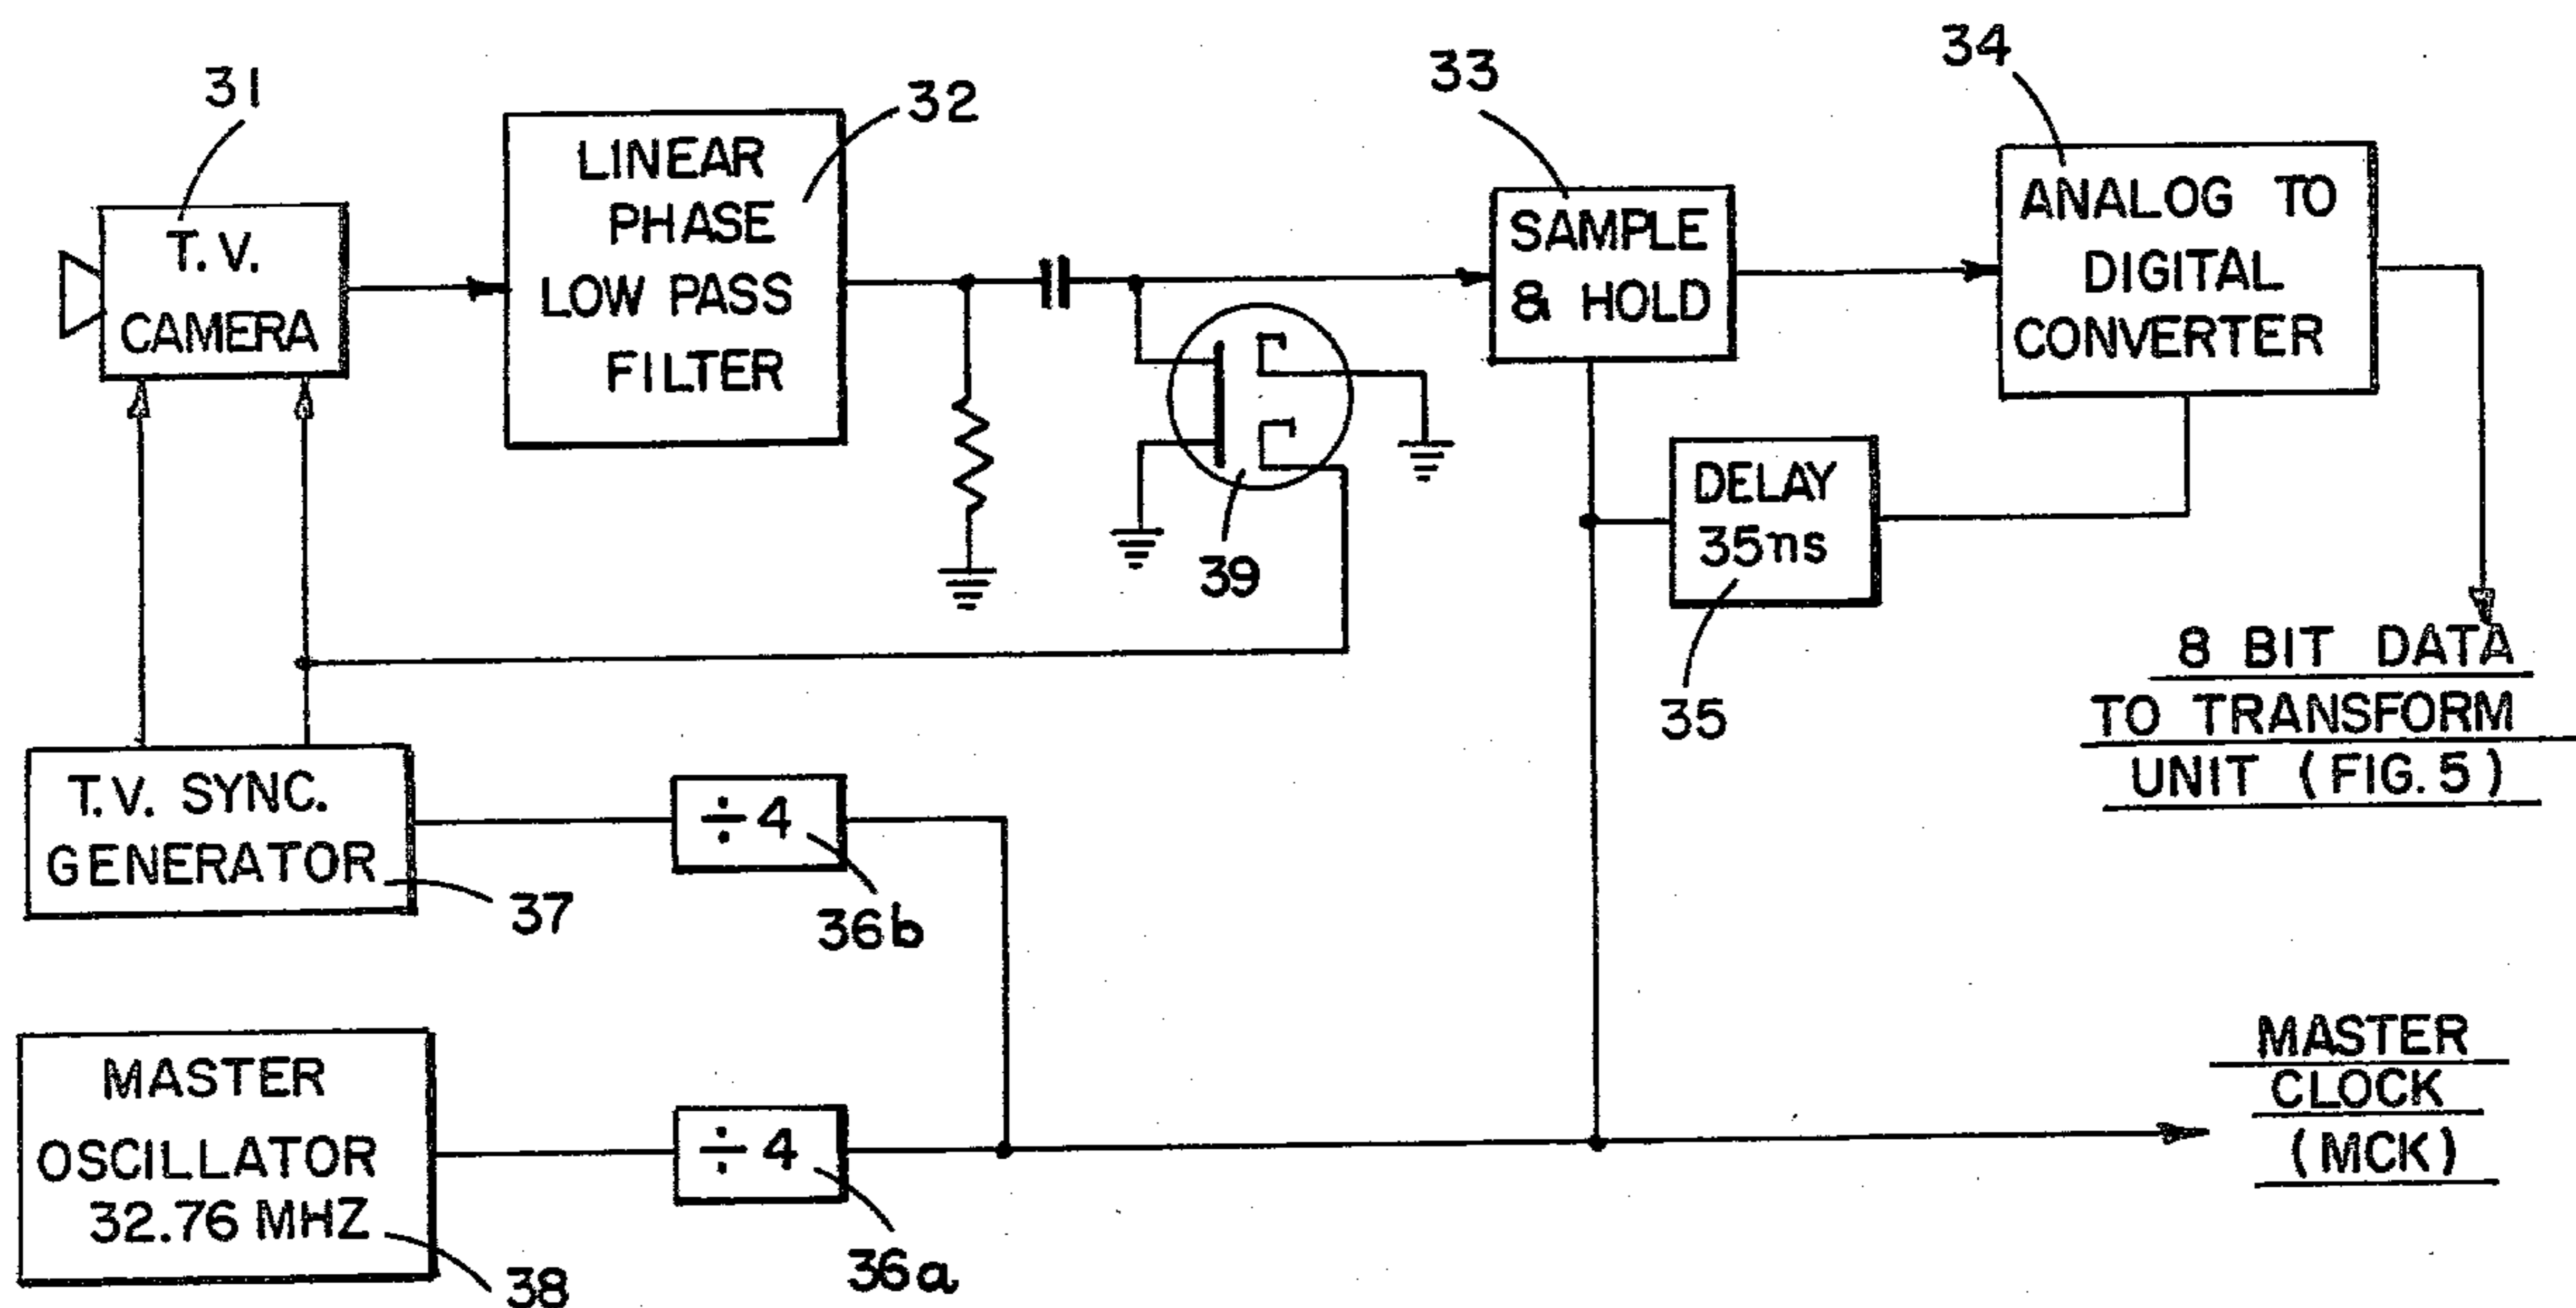 31
T.V.
CAMERA
32
LINEAR
PHASE
LOW PASS
FILTER
33
SAMPLE
& HOLD
34
ANALOG TO
DIGITAL
CONVERTER
39
DELAY
35ns
35
8 BIT DATA
TO TRANSFORM
UNIT (FIG. 5)
T.V. SYNC.
GENERATOR
37
÷4
36b
MASTER
OSCILLATOR
32.76 MHZ
38
÷4
36a
MASTER
CLOCK
(MCK)